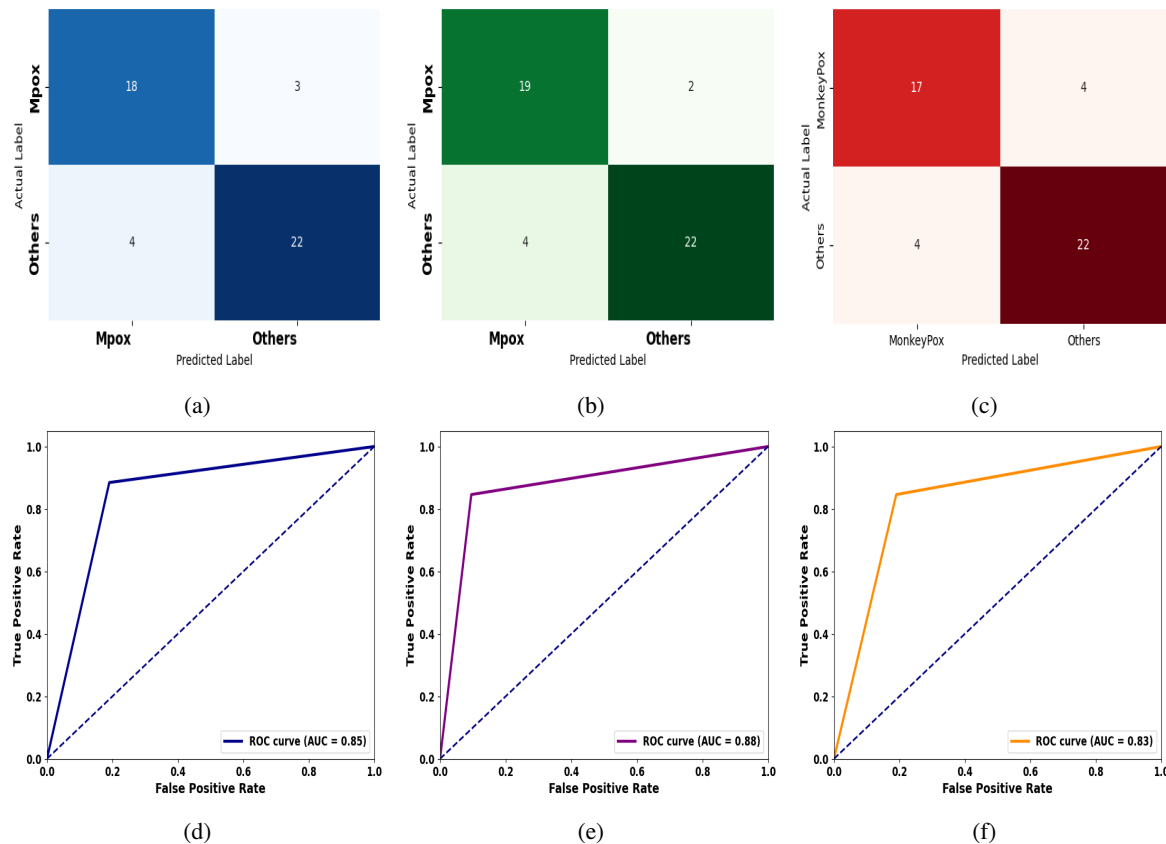 Actual Label
Mpox
Others
18
3
4
22
Mpox
Others
Predicted Label
(a)
Actual Label
Mpox
Others
19
2
4
22
Mpox
Others
Predicted Label
(b)
Actual Label
MonkeyPox
Others
17
4
4
22
MonkeyPox
Others
Predicted Label
(c)
True Positive Rate
1.0
0.8
0.6
0.4
0.2
0.0
0.0
0.2
0.4
0.6
0.8
1.0
ROC curve (AUC = 0.85)
False Positive Rate
(d)
True Positive Rate
1.0
0.8
0.6
0.4
0.2
0.0
0.0
0.2
0.4
0.6
0.8
1.0
ROC curve (AUC = 0.88)
False Positive Rate
(e)
True Positive Rate
1.0
0.8
0.6
0.4
0.2
0.0
0.0
0.2
0.4
0.6
0.8
1.0
ROC curve (AUC = 0.83)
False Positive Rate
(f)